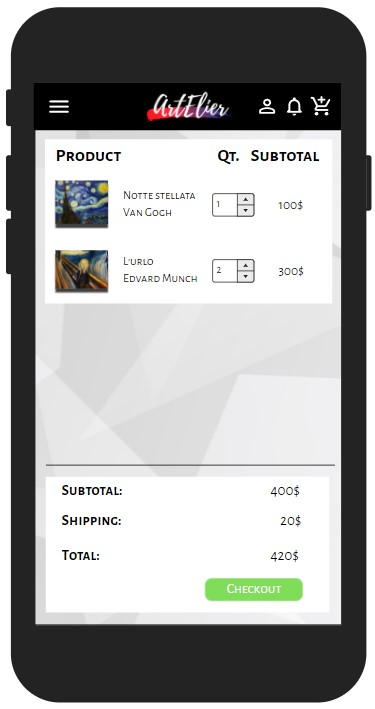 ArtElier
Product Qt. Subtotal
Notte stellata
Van Gogh
1
100$
L'urlo
Edvard Munch
2
300$
Subtotal: 400$
Shipping: 20$
Total: 420$
Checkout